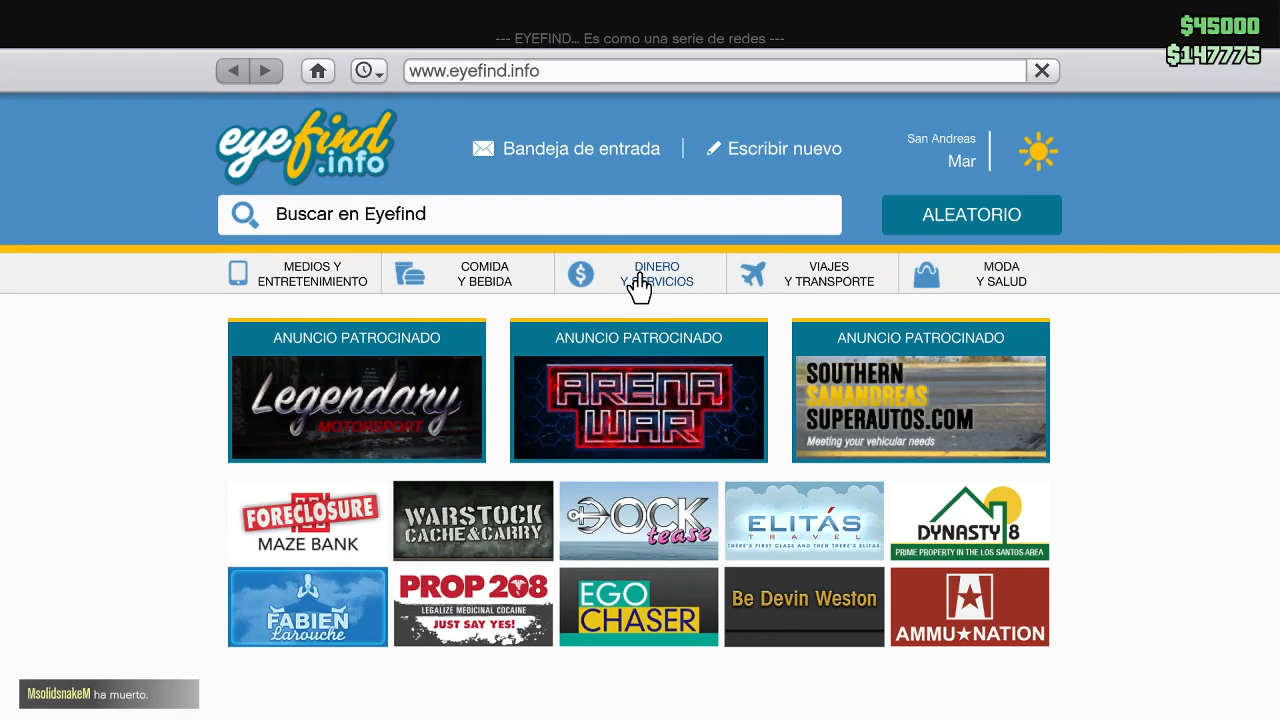 $45000
--- EYEFIND... Es como una serie de redes ---
$147775
www.eyefind.info
eyefind
.info
Bandeja de entrada
Escribir nuevo
San Andreas
Mar
Buscar en Eyefind
ALEATORIO
MEDIOS Y
ENTRETENIMIENTO
COMIDA
Y BEBIDA
DINERO
Y SERVICIOS
VIAJES
Y TRANSPORTE
MODA
Y SALUD
ANUNCIO PATROCINADO
Legendary
MOTORSPORT
ANUNCIO PATROCINADO
ARENA
WAR
ANUNCIO PATROCINADO
SOUTHERN
SANANDREAS
SUPERAUTOS.COM
Meeting your vehicular needs
FORECLOSURE
MAZE BANK
WARSTOCK
CACHE&CARRY
DOCK
tease
ELITÁS
TRAVEL
THERE'S FIRST CLASS AND THEN THERE'S ELITAS
DYNASTY 8
PRIME PROPERTY IN THE LOS SANTOS AREA
FABIEN
Larouche
PROP 208
LEGALIZE MEDICINAL COCAINE
JUST SAY YES!
EGO
CHASER
Be Devin Weston
AMMU★NATION
MsolidsnakeM ha muerto.